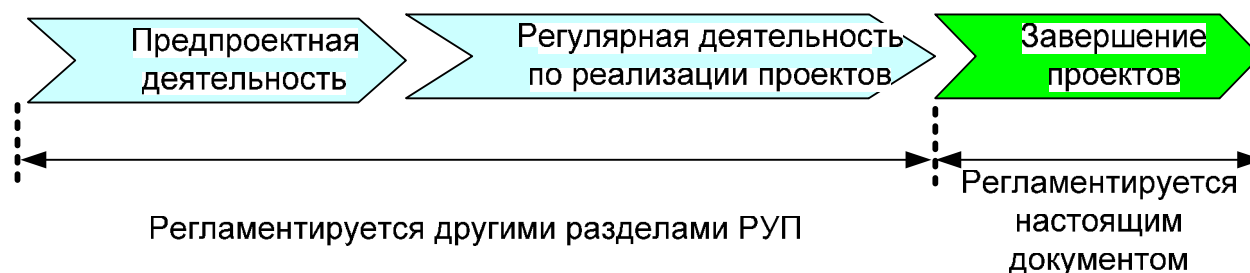 Предпроектная
деятельность
Регулярная деятельность
по реализации проектов
Завершение
проектов
Регламентируется другими разделами РУП
Регламентируется
настоящим
документом